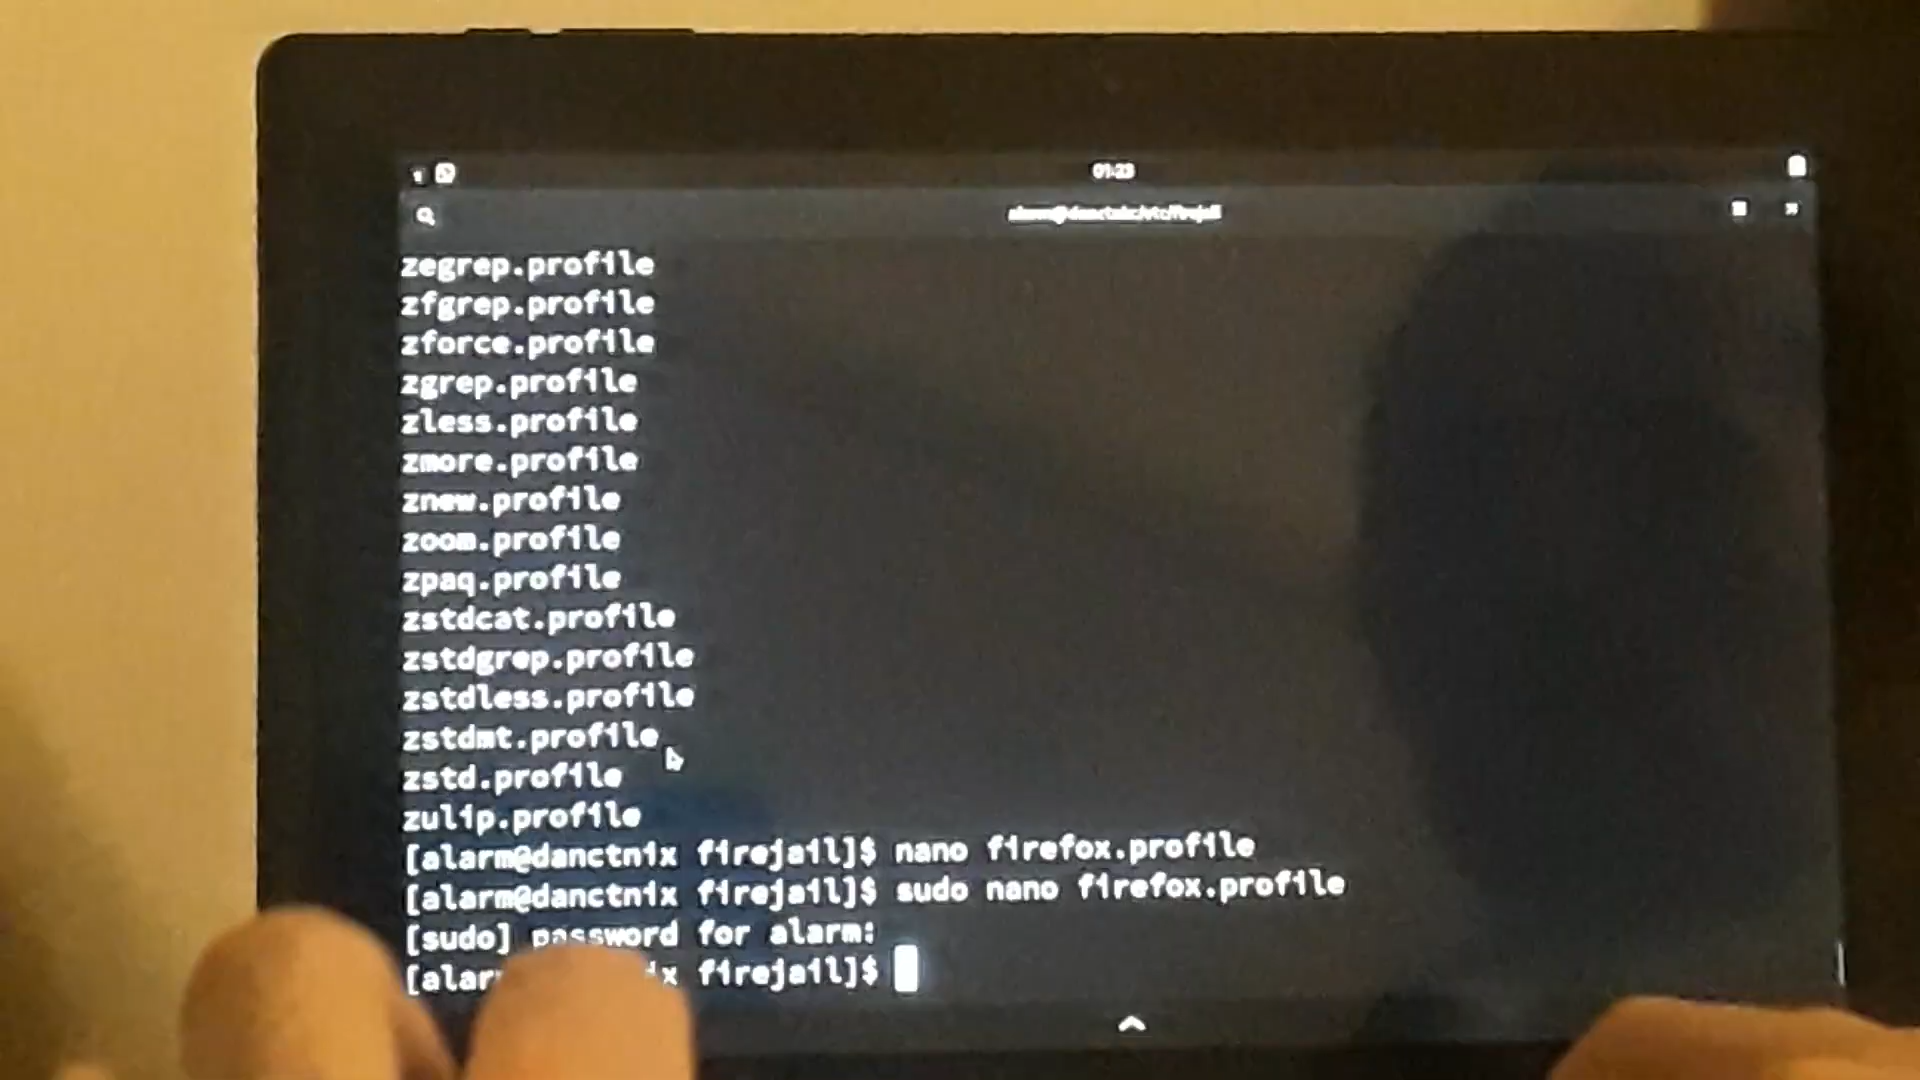 01:23
zegrep.profile
zfgrep.profile
zforce.profile
zgrep.profile
zless.profile
zmore.profile
znew.profile
zoom.profile
zpaq.profile
zstdcat.profile
zstdgrep.profile
zstdless.profile
zstdmt.profile
zstd.profile
zulip.profile
[alarm@danctnix firejail]$ nano firefox.profile
[alarm@danctnix firejail]$ sudo nano firefox.profile
[sudo] password for alarm:
firejail]$